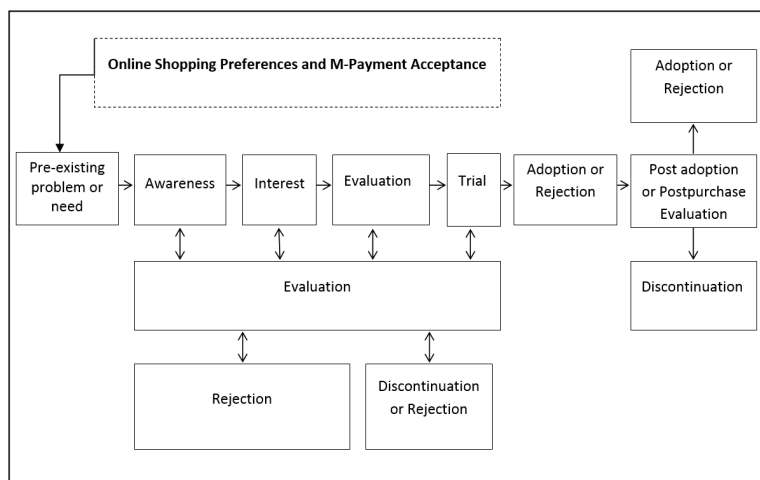 Online Shopping Preferences and M-Payment Acceptance
Adoption or
Rejection
Pre-existing
problem or
need
Awareness
Interest
Evaluation
Trial
Adoption or
Rejection
Post adoption
or Postpurchase
Evaluation
Evaluation
Discontinuation
Rejection
Discontinuation
or Rejection